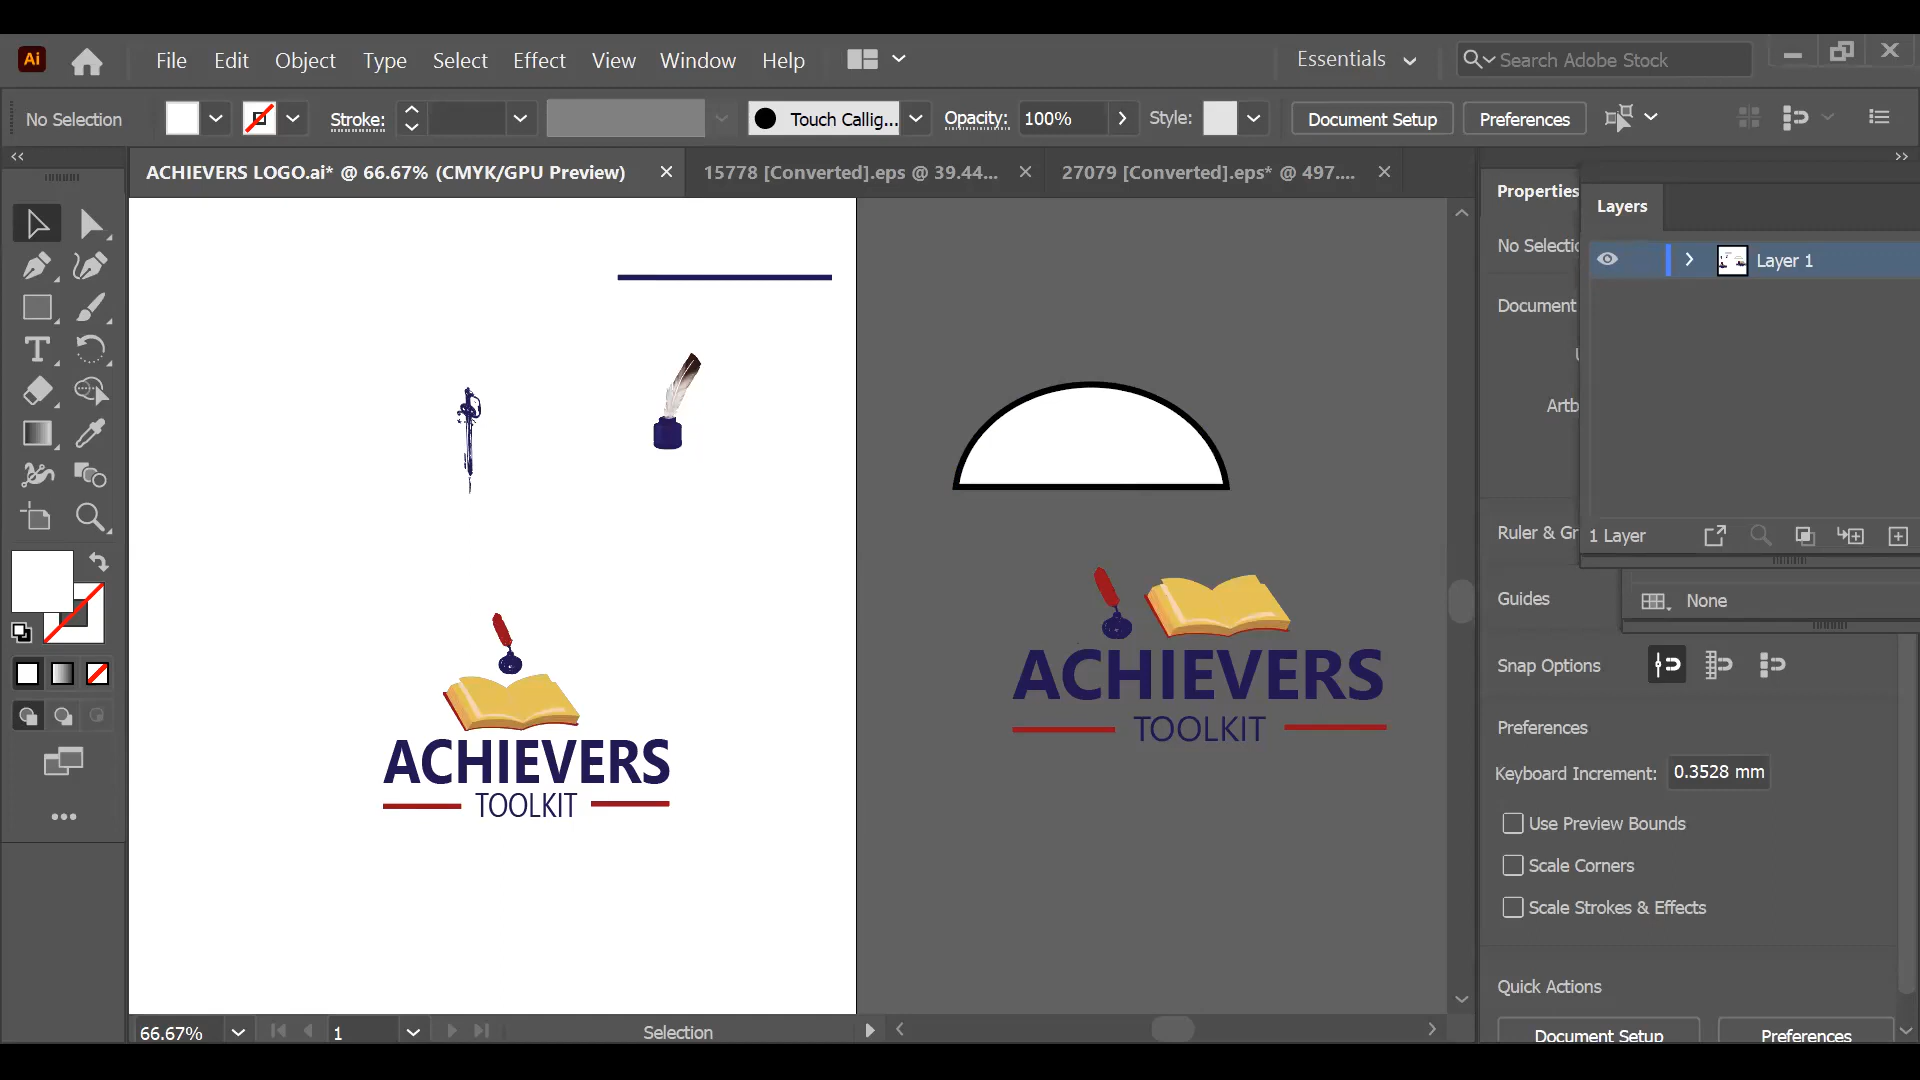 Ai File Edit Object Type Select Effect View Window Help Essentials Search Adobe Stock
No Selection Stroke: Touch Callig... Opacity: 100% Style: Document Setup Preferences
ACHIEVERS LOGO.ai* @ 66.67% (CMYK/GPU Preview) 15778 [Converted].eps @ 39.44... 27079 [Converted].eps* @ 497....
Properties
Layers
No Selectio
Layer 1
Document
Artb
1 Layer
Ruler & Gr
Guides
None
Snap Options
Preferences
Keyboard Increment: 0.3528 mm
Use Preview Bounds
Scale Corners
Scale Strokes & Effects
Quick Actions
Document Setup Preferences
ACHIEVERS
TOOLKIT
ACHIEVERS
TOOLKIT
66.67% 1 Selection